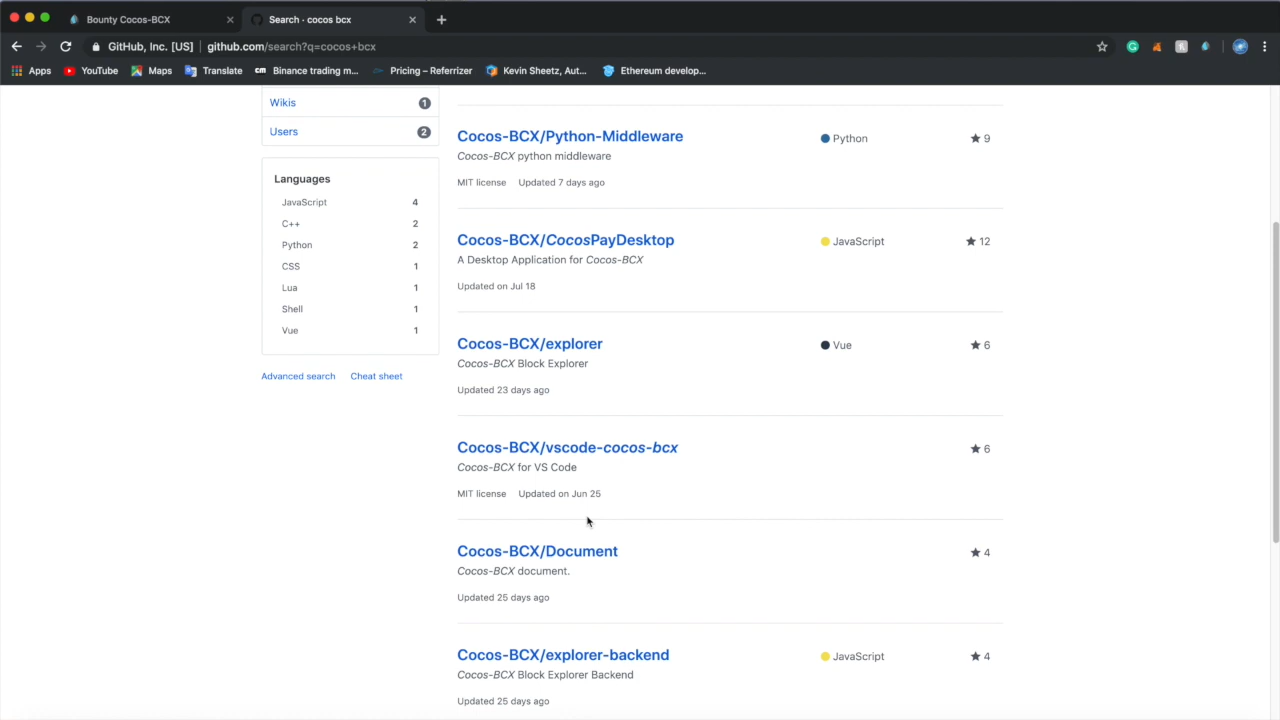 Bounty Cocos-BCX
Search · cocos bcx
GitHub, Inc. [US] github.com/search?q=cocos+bcx
Apps YouTube Maps Translate cm Binance trading m... Pricing – Referrizer Kevin Sheetz, Aut... Ethereum develop...
Wikis 1
Users 2
Languages
JavaScript 4
C++ 2
Python 2
CSS 1
Lua 1
Shell 1
Vue 1
Advanced search Cheat sheet
Cocos-BCX/Python-Middleware Python 9
Cocos-BCX python middleware
MIT license Updated 7 days ago
Cocos-BCX/CocosPayDesktop JavaScript 12
A Desktop Application for Cocos-BCX
Updated on Jul 18
Cocos-BCX/explorer Vue 6
Cocos-BCX Block Explorer
Updated 23 days ago
Cocos-BCX/vscode-cocos-bcx 6
Cocos-BCX for VS Code
MIT license Updated on Jun 25
Cocos-BCX/Document 4
Cocos-BCX document.
Updated 25 days ago
Cocos-BCX/explorer-backend JavaScript 4
Cocos-BCX Block Explorer Backend
Updated 25 days ago